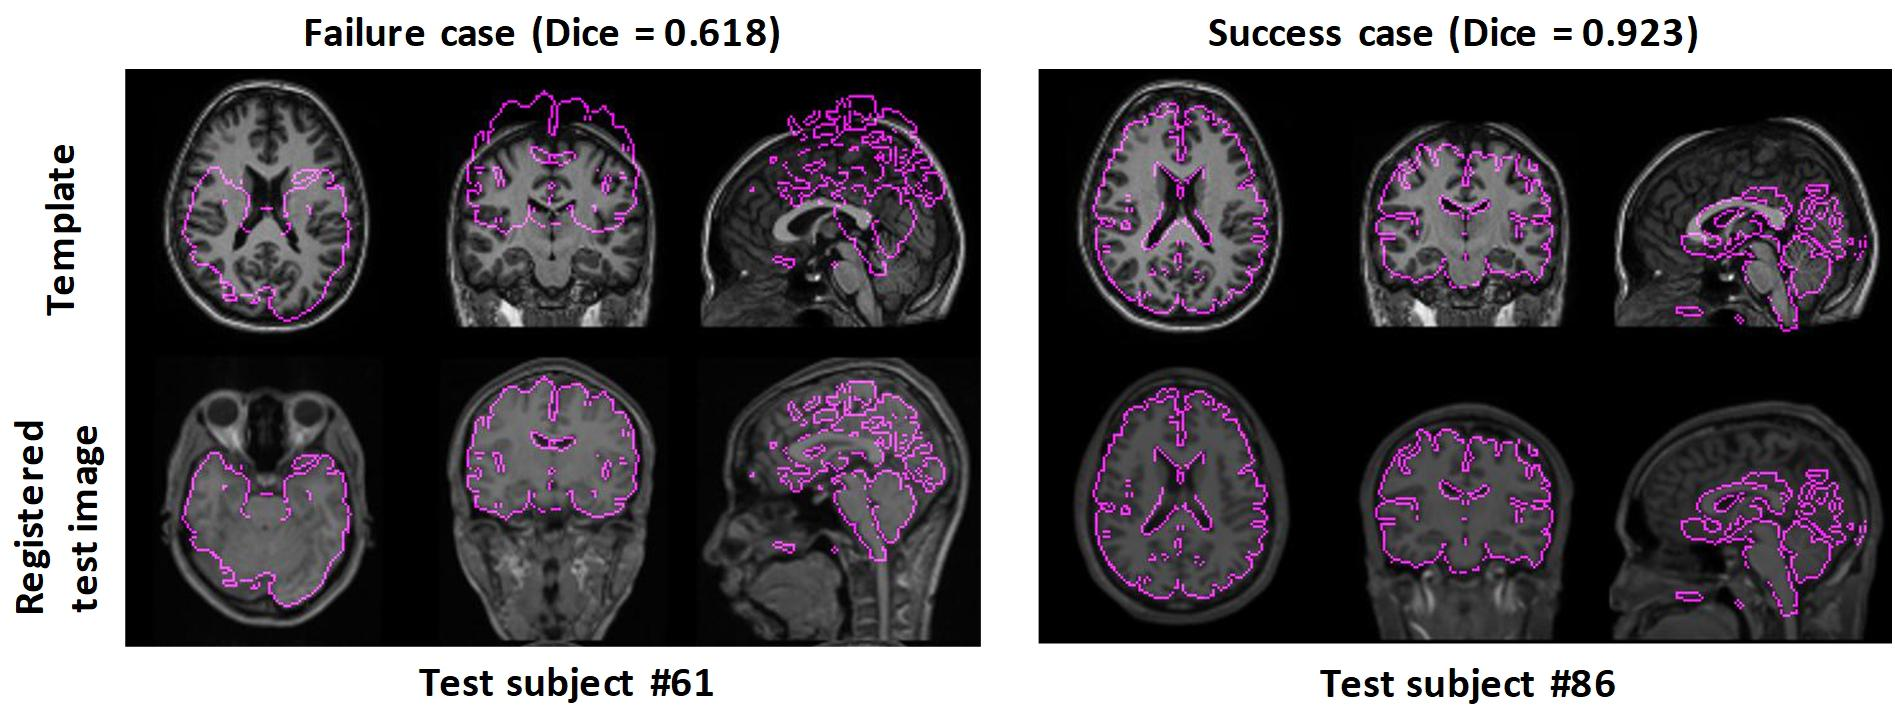 Failure case (Dice = 0.618)
Success case (Dice = 0.923)
Template
Registered
test image
Test subject #61
Test subject #86